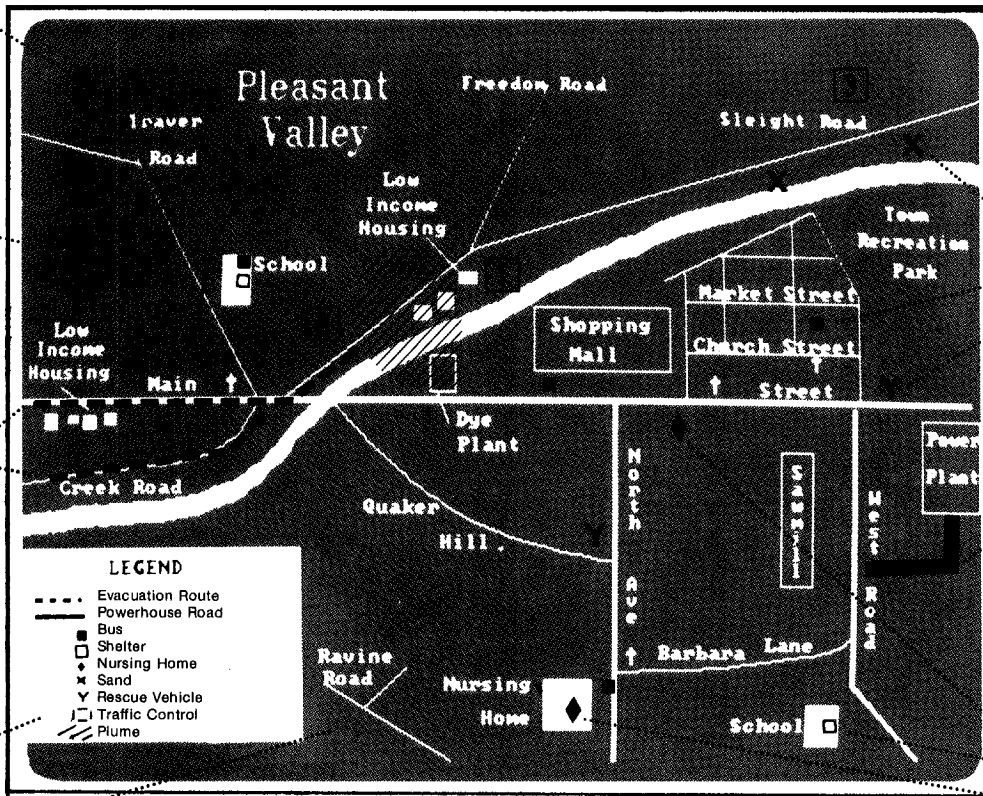 Pleasant
Valley
Freedom Road
Sleight Road
Traver
Road
Low
Income
Housing
School
Town
Recreation
Park
Market Street
Shopping
Mall
Church Street
Low
Income
Housing
Main
Street
Dye
Plant
Power
Plant
Creek Road
Quaker
Hill.
North Ave
Sawmill
West Road
Ravine
Road
Barbara Lane
Nursing
Home
School
LEGEND
Evacuation Route
Powerhouse Road
Bus
Shelter
Nursing Home
Sand
Rescue Vehicle
Traffic Control
Plume